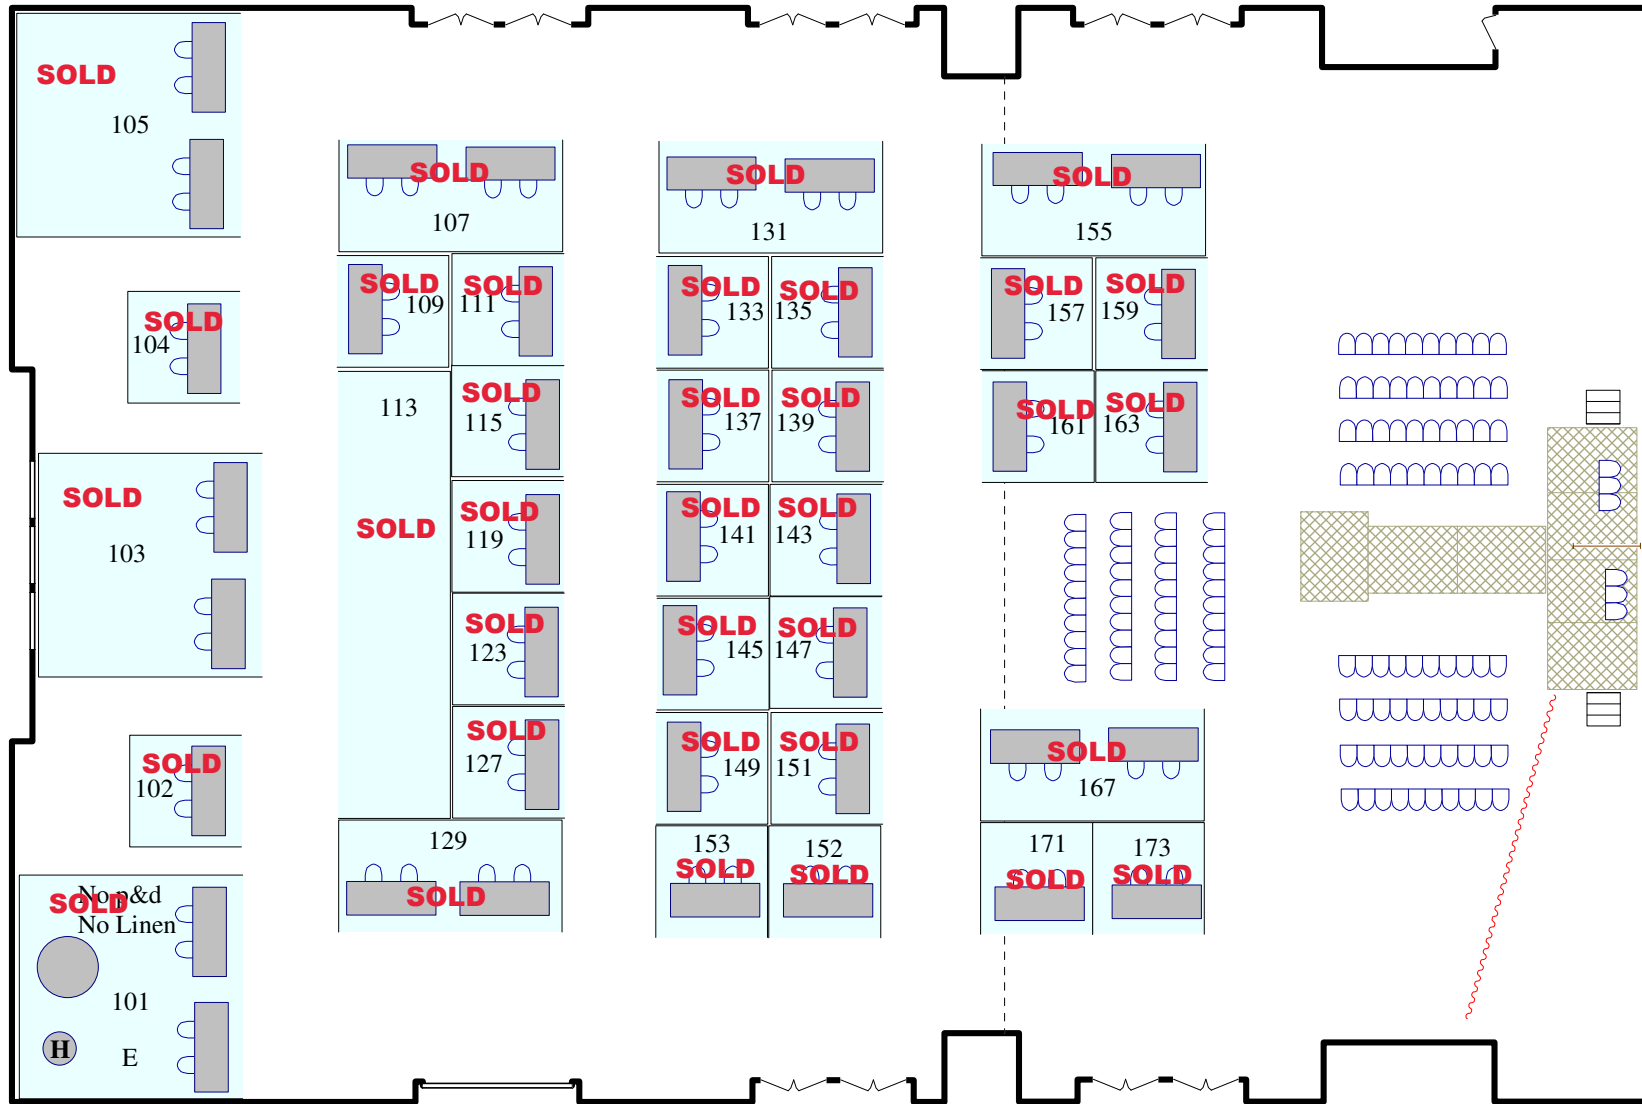 SOLD
105
SOLD
107
SOLD
131
SOLD
155
SOLD
104
SOLD
109
SOLD
111
SOLD
133
SOLD
135
SOLD
157
SOLD
159
113
SOLD
SOLD
115
SOLD
137
SOLD
139
SOLD
161
SOLD
163
SOLD
103
SOLD
119
SOLD
141
SOLD
143
SOLD
123
SOLD
145
SOLD
147
SOLD
102
SOLD
127
SOLD
149
SOLD
151
SOLD
167
129
SOLD
153
SOLD
152
SOLD
171
SOLD
173
SOLD
SOLD
No p&d
No Linen
101
H
E